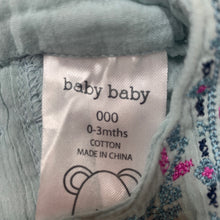 baby baby
000
0-3mths
COTTON
MADE IN CHINA